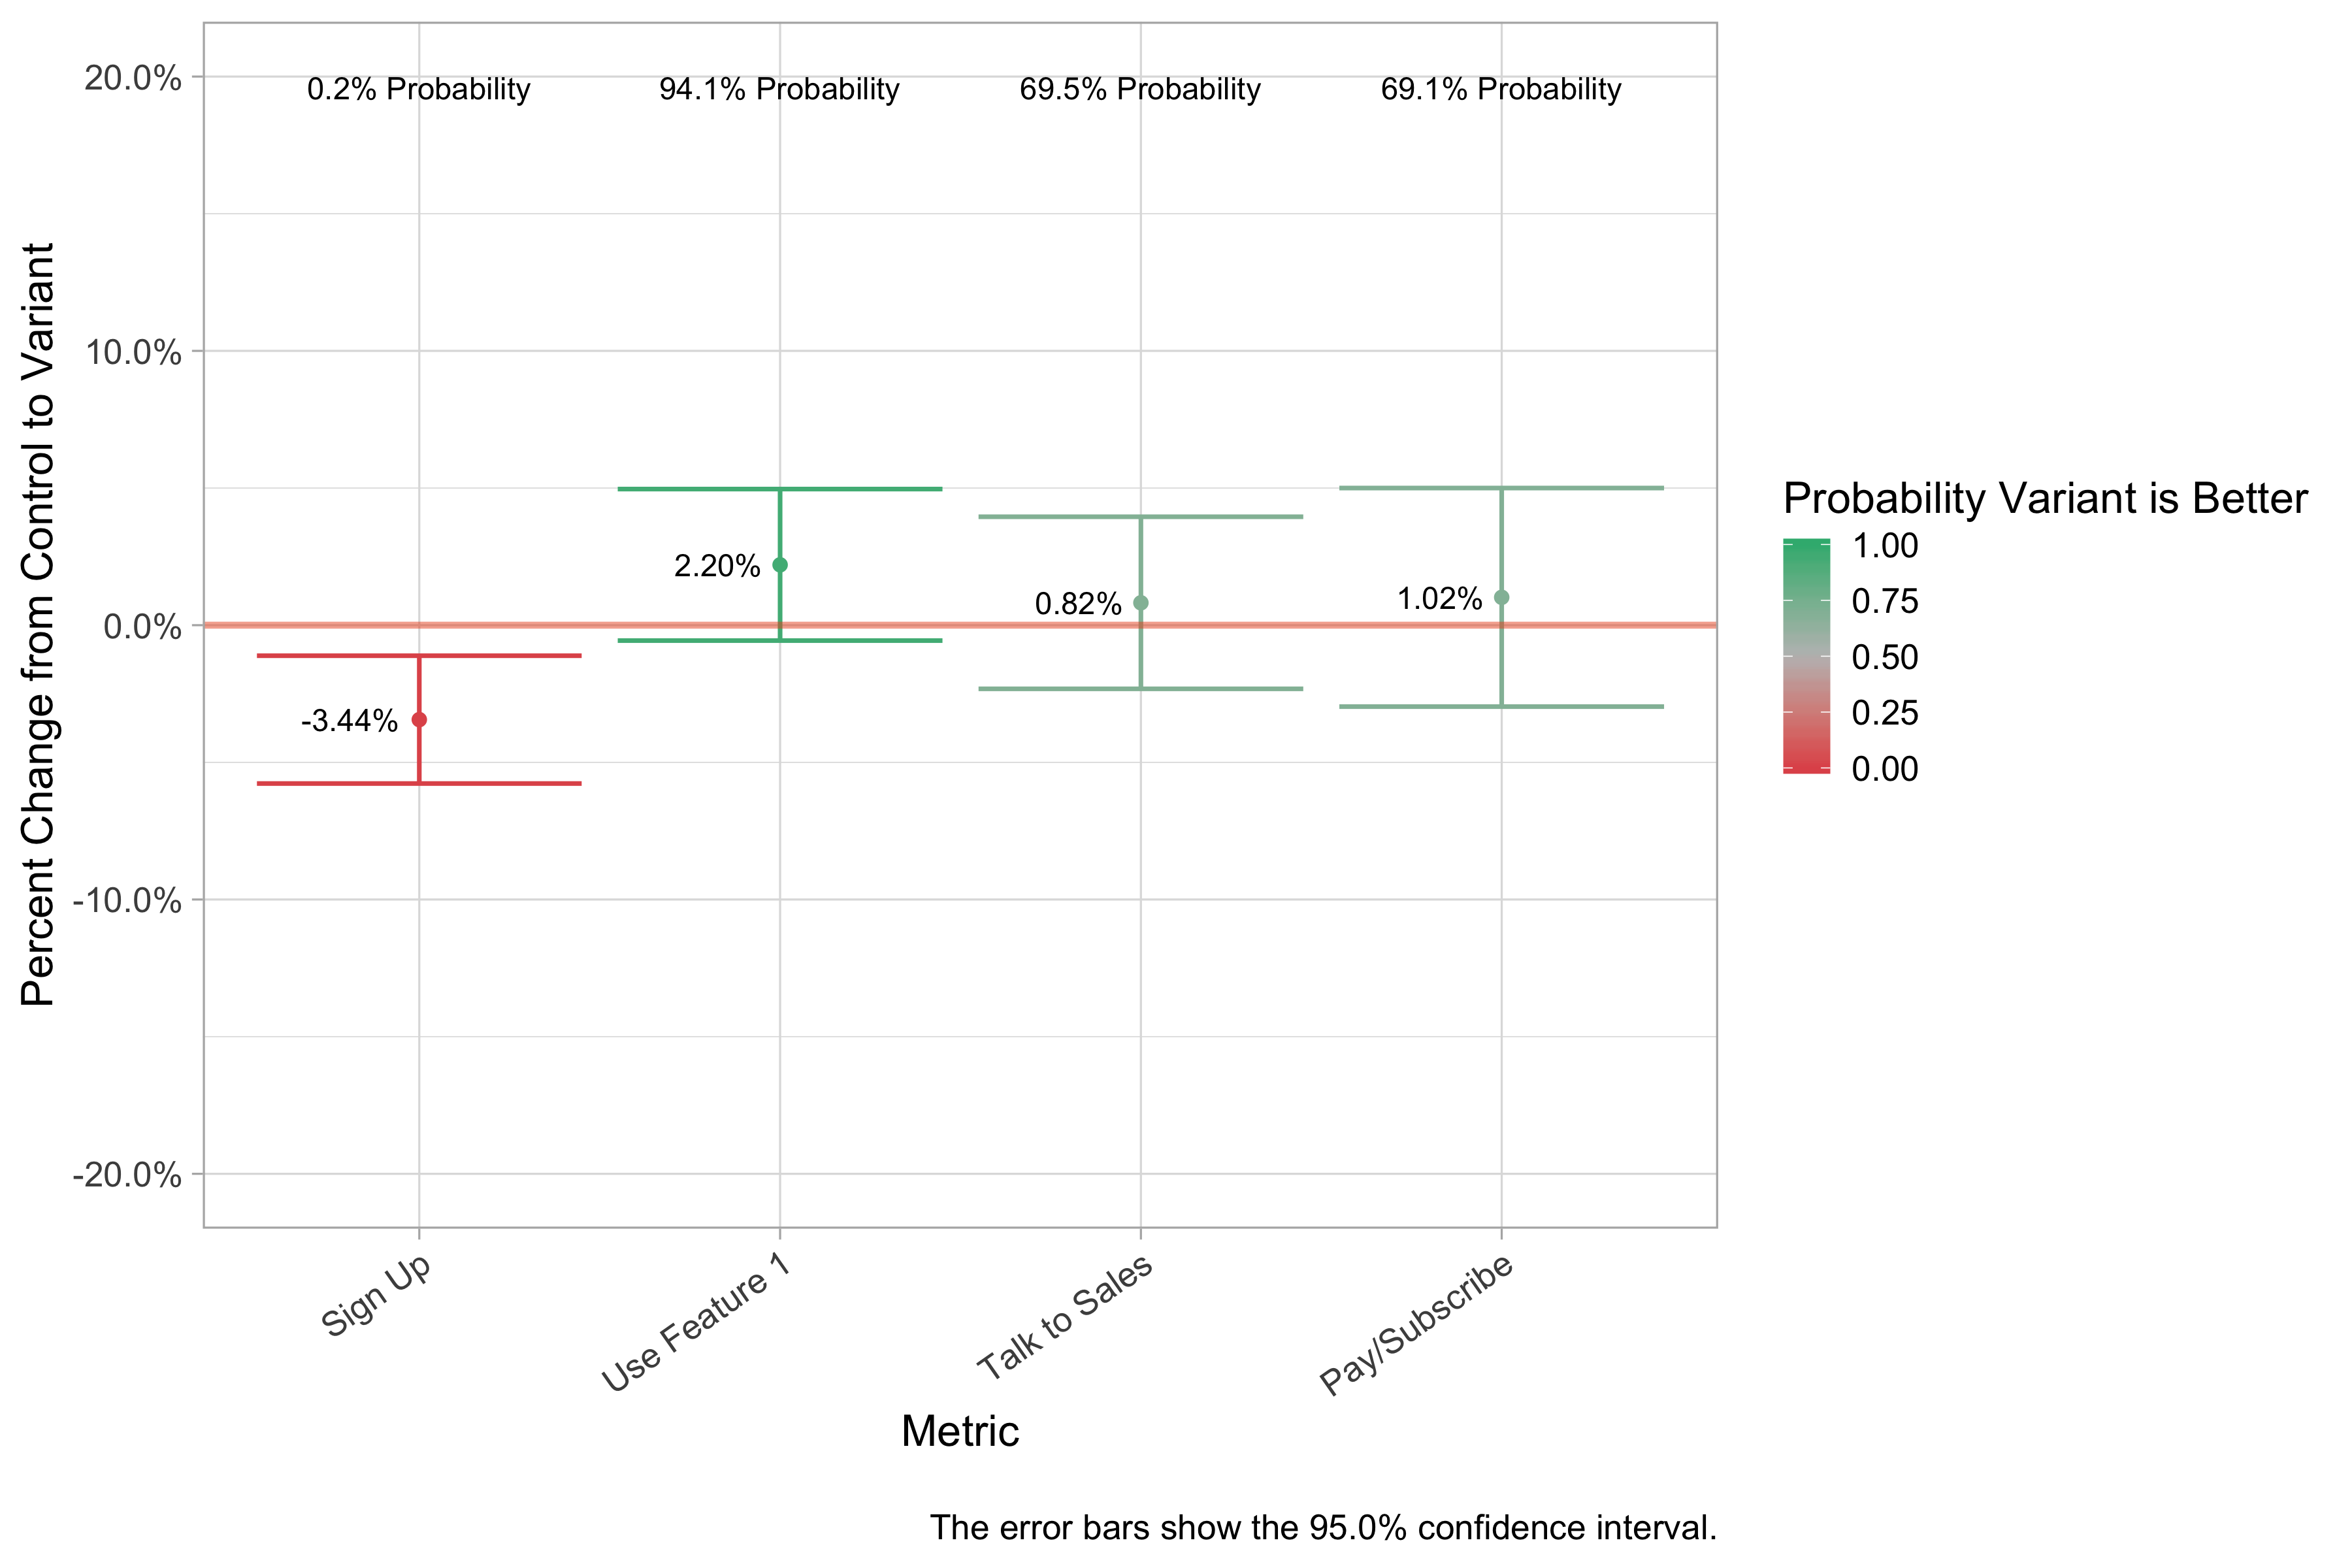 Percent Change from Control to Variant
20.0%
10.0%
0.0%
-10.0%
-20.0%
0.2% Probability
94.1% Probability
69.5% Probability
69.1% Probability
-3.44%
2.20%
0.82%
1.02%
Sign Up
Use Feature 1
Talk to Sales
Pay/Subscribe
Metric
Probability Variant is Better
1.00
0.75
0.50
0.25
0.00
The error bars show the 95.0% confidence interval.